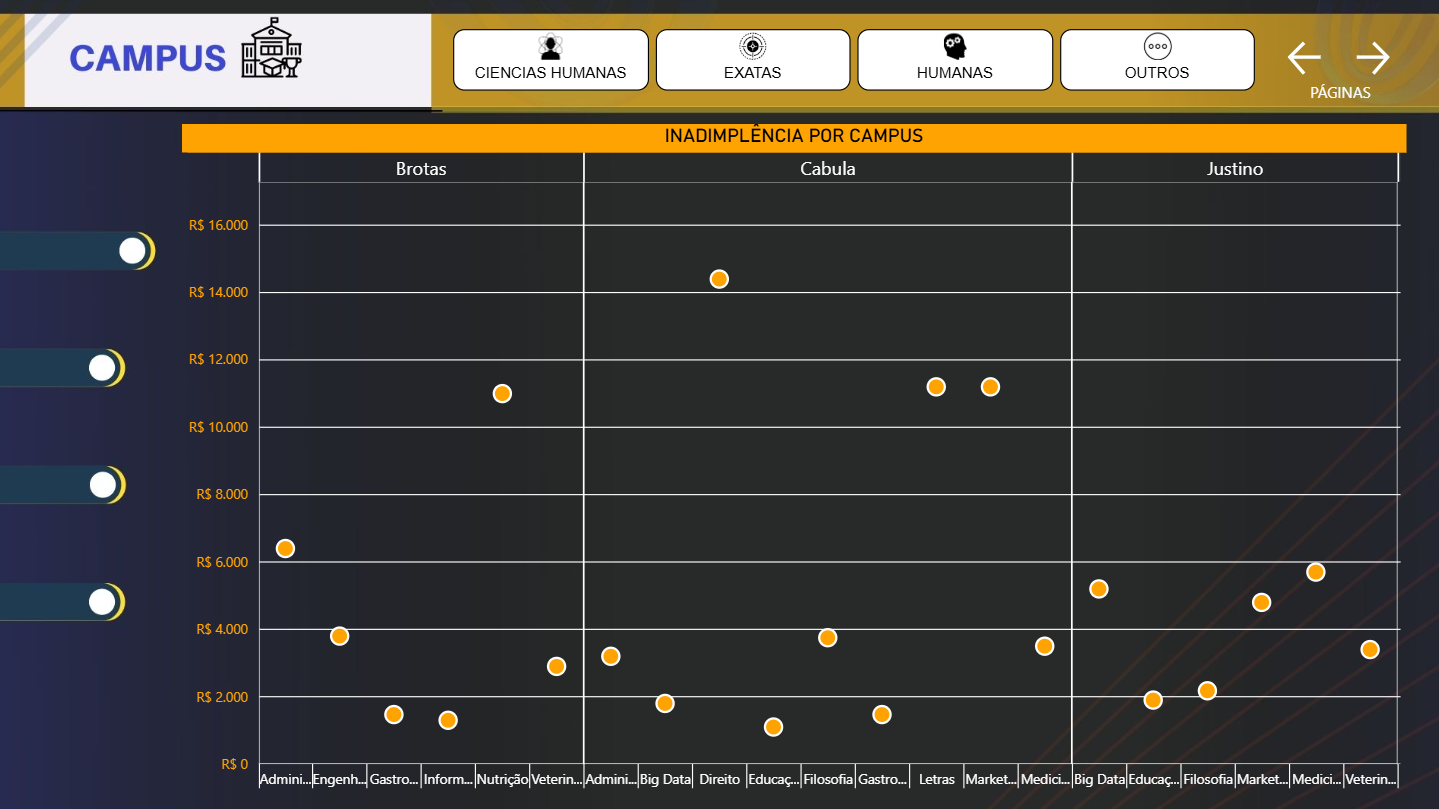 CAMPUS
CIENCIAS HUMANAS
EXATAS
HUMANAS
OUTROS
PÁGINAS
INADIMPLÊNCIA POR CAMPUS
Brotas Cabula Justino
R$ 16.000
R$ 14.000
R$ 12.000
R$ 10.000
R$ 8.000
R$ 6.000
R$ 4.000
R$ 2.000
R$ 0
Admini... Engenh... Gastro... Inform... Nutrição Veterin... Admini... Big Data Direito Educaç... Filosofia Gastro... Letras Market... Medici... Big Data Educaç... Filosofia Market... Medici... Veterin...